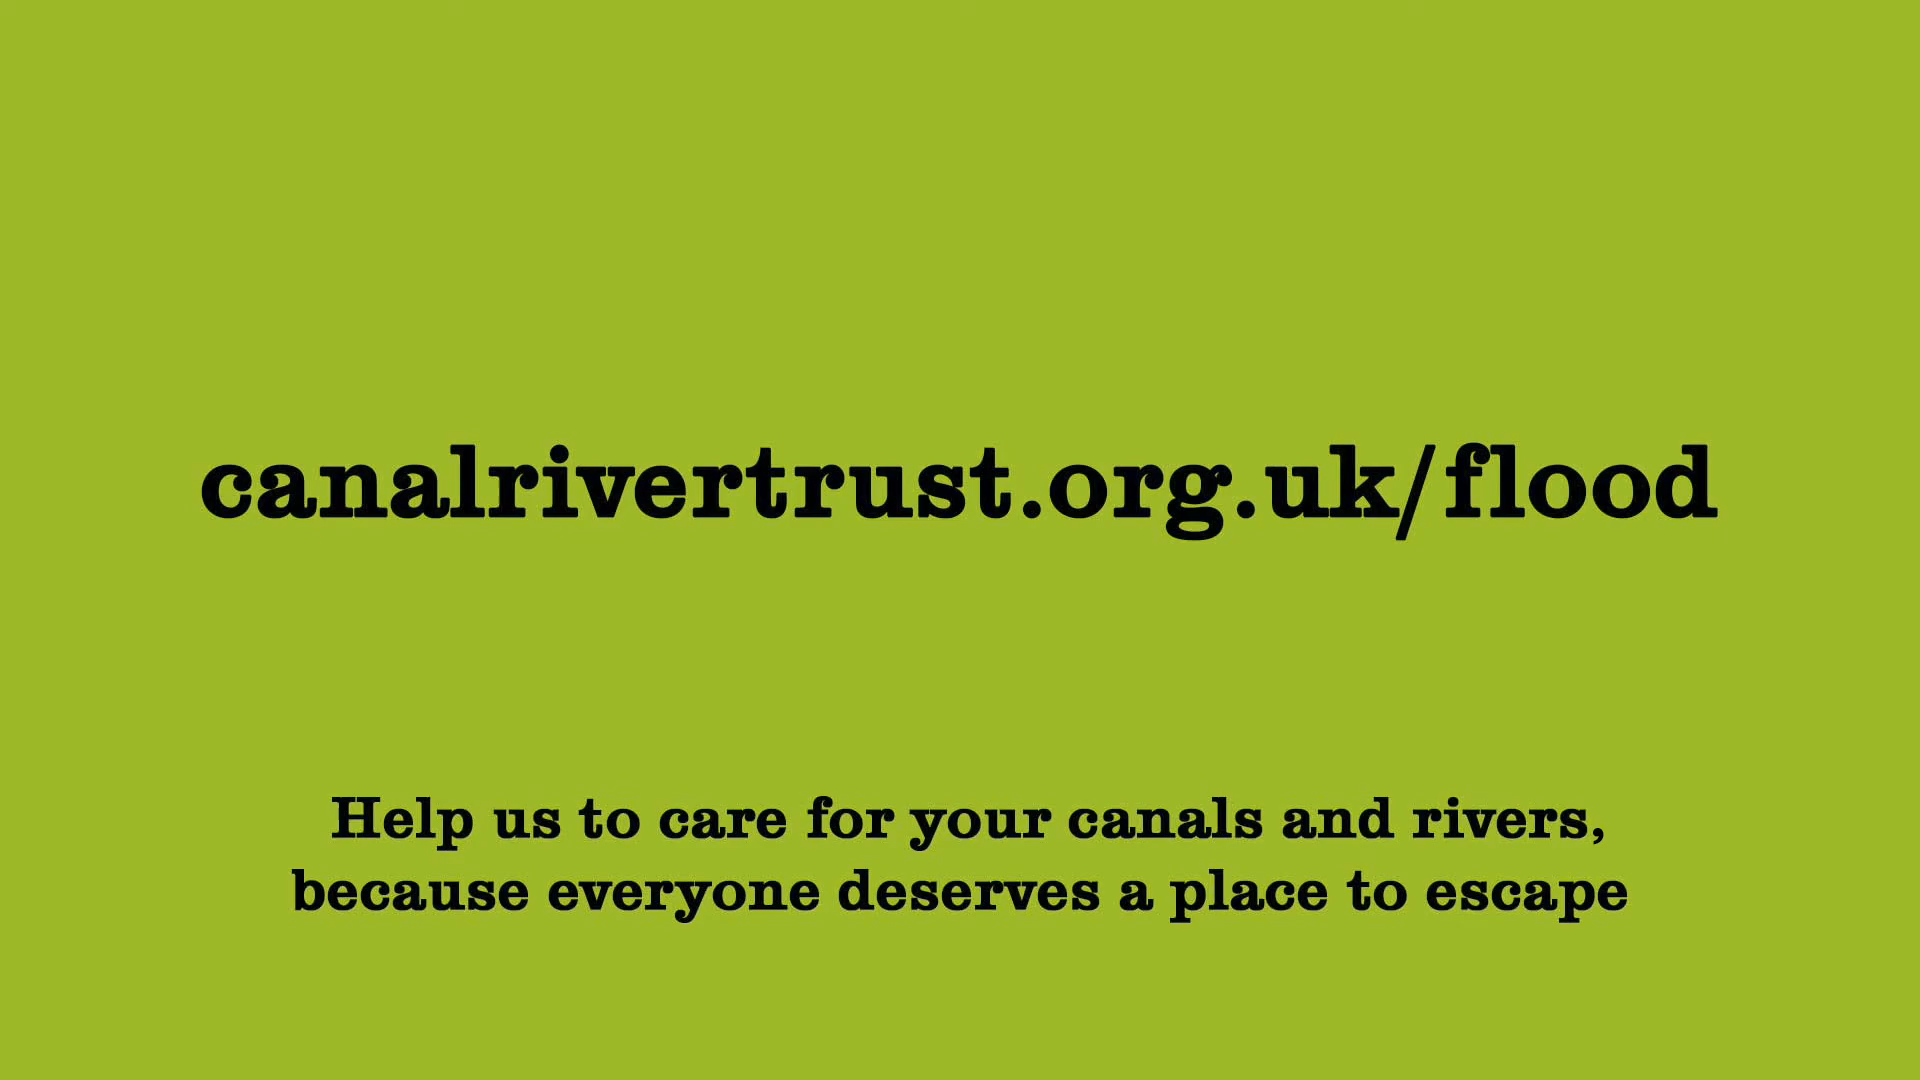 canalrivertrust.org.uk/flood
Help us to care for your canals and rivers,
because everyone deserves a place to escape